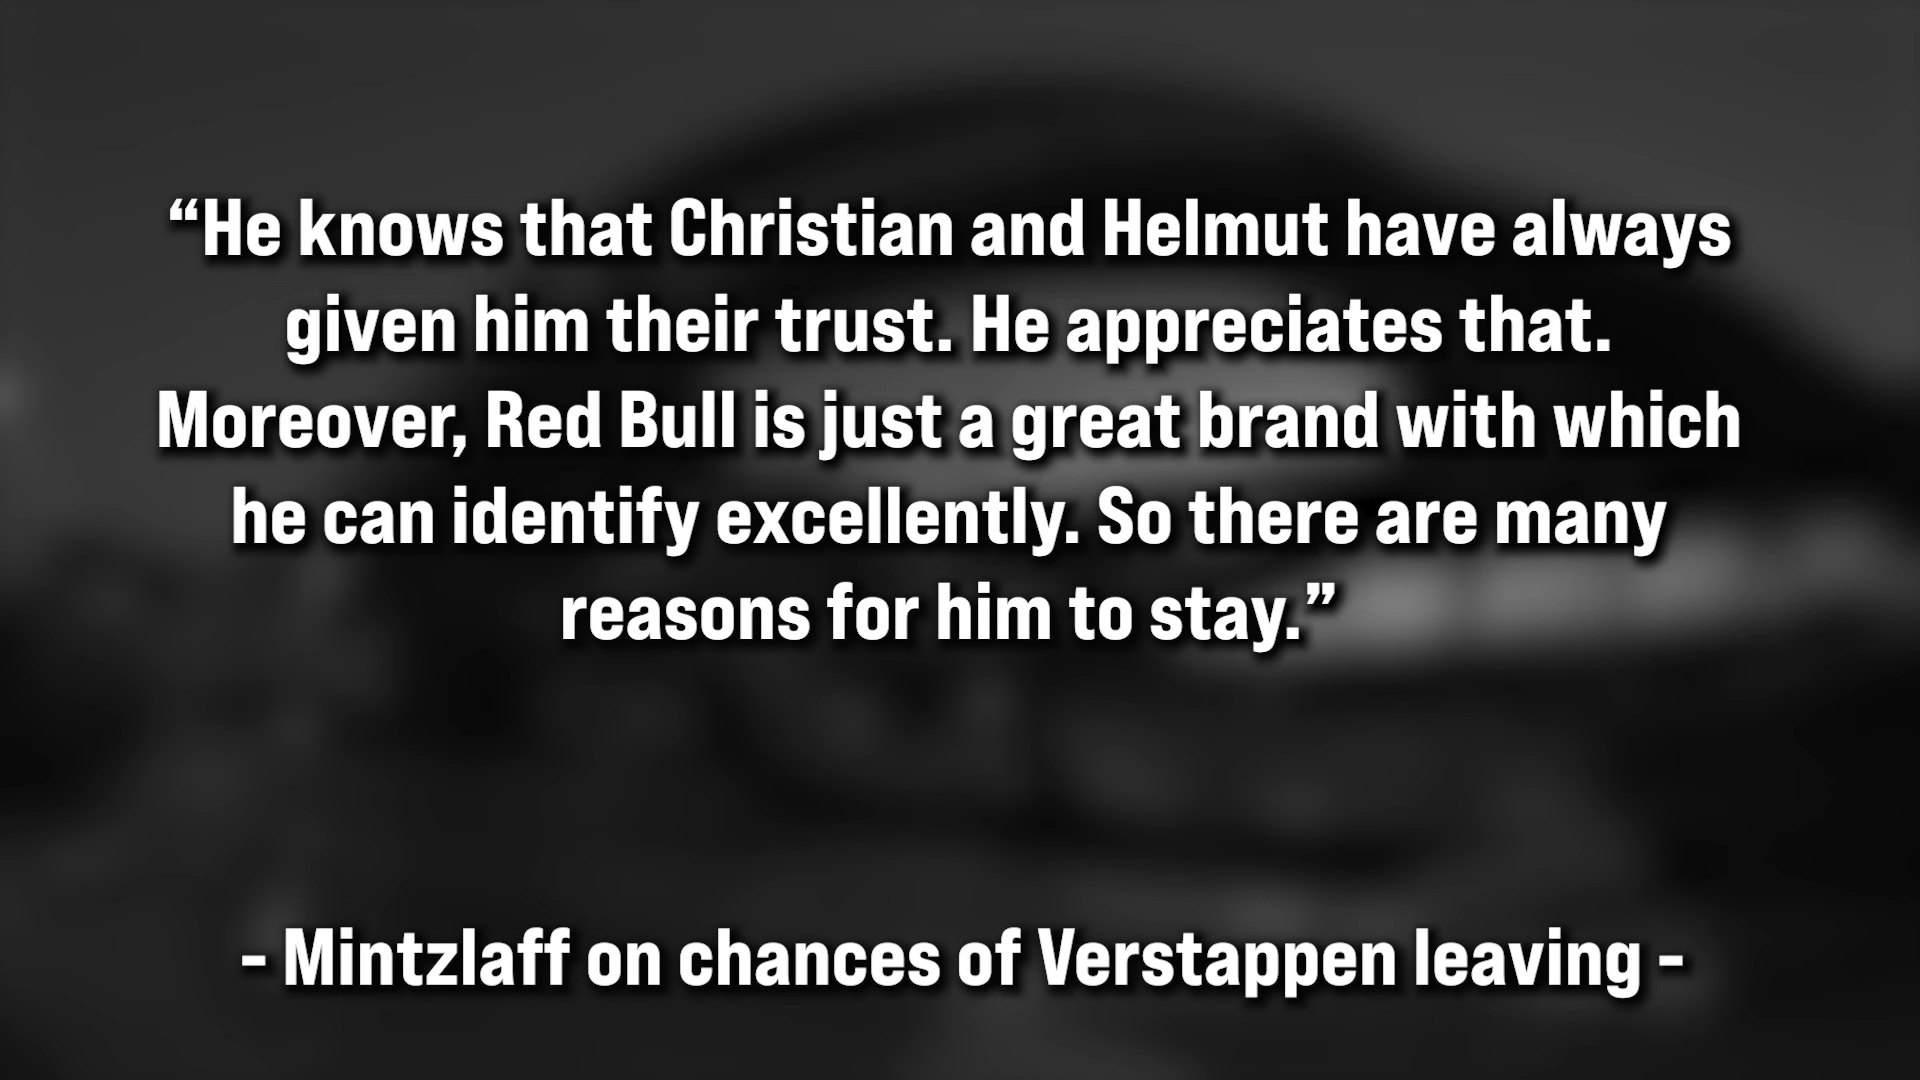 “He knows that Christian and Helmut have always
given him their trust. He appreciates that.
Moreover, Red Bull is just a great brand with which
he can identify excellently. So there are many
reasons for him to stay.”
- Mintzlaff on chances of Verstappen leaving -